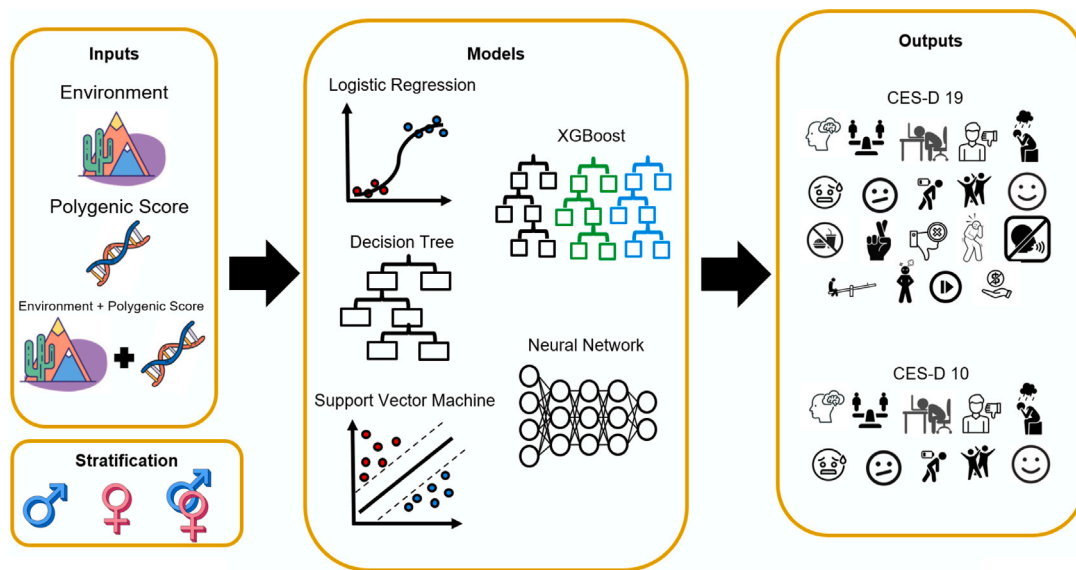 Inputs
Environment
Polygenic Score
Environment + Polygenic Score
Stratification
Models
Logistic Regression
XGBoost
Decision Tree
Neural Network
Support Vector Machine
Outputs
CES-D 19
CES-D 10